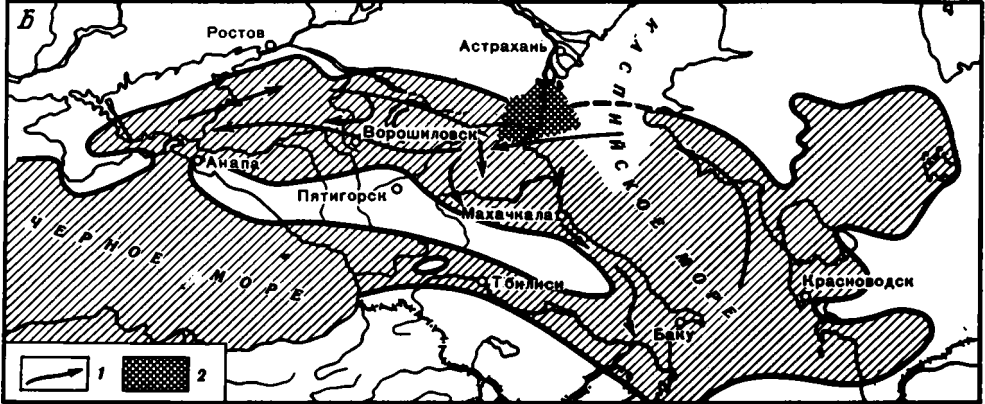 Б
Ростов
Астрахань
КАСПИЙСКОЕ МОРЕ
Ворошиловск
Анапа
Пятигорск
Махачкала
ЧЕРНОЕ МОРЕ
Тбилиси
Красноводск
Баку
1
2